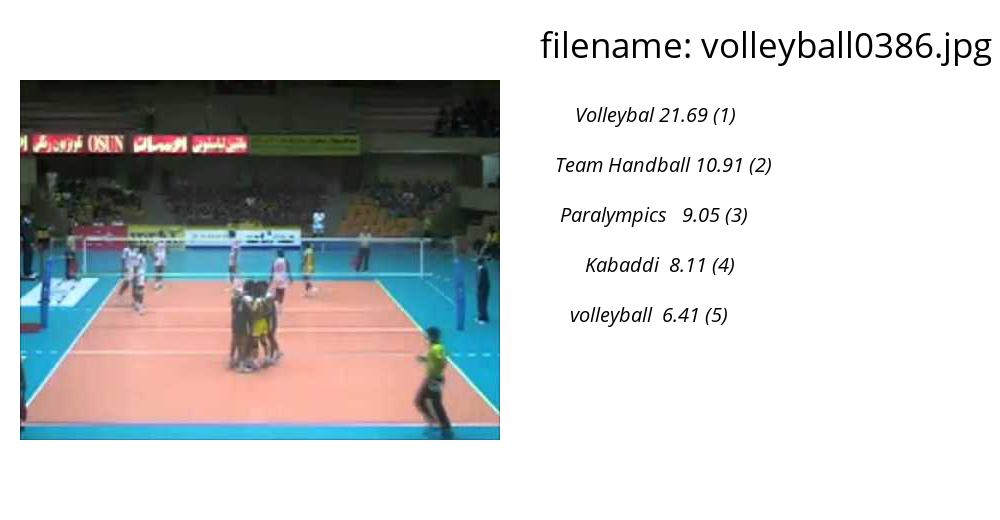 filename: volleyball0386.jpg
Volleybal 21.69 (1)
Team Handball 10.91 (2)
Paralympics 9.05 (3)
Kabaddi 8.11 (4)
volleyball 6.41 (5)
OSUN